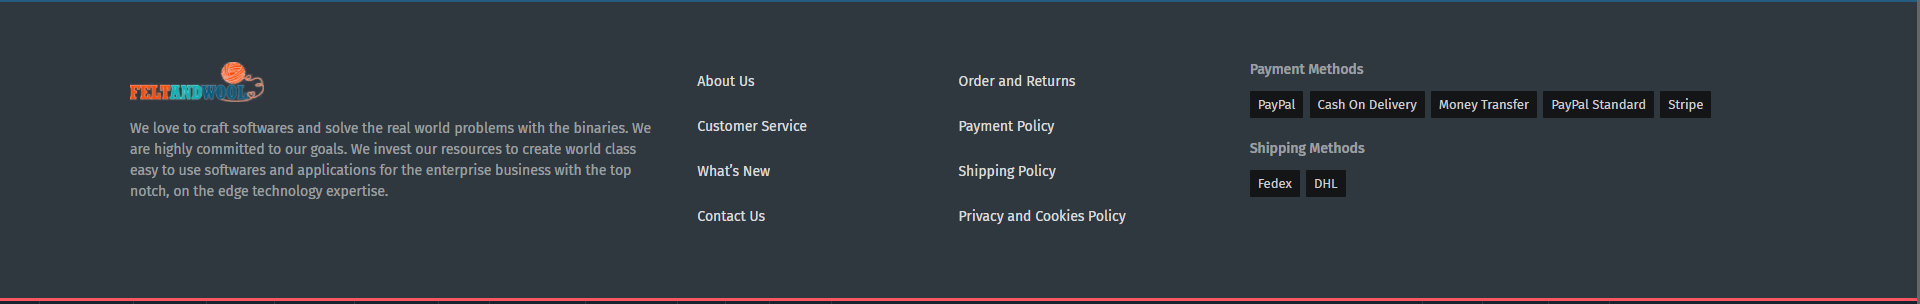 FELTANDWOOL
We love to craft softwares and solve the real world problems with the binaries. We
are highly committed to our goals. We invest our resources to create world class
easy to use softwares and applications for the enterprise business with the top
notch, on the edge technology expertise.
About Us
Customer Service
What's New
Contact Us
Order and Returns
Payment Policy
Shipping Policy
Privacy and Cookies Policy
Payment Methods
PayPal Cash On Delivery Money Transfer PayPal Standard Stripe
Shipping Methods
Fedex DHL